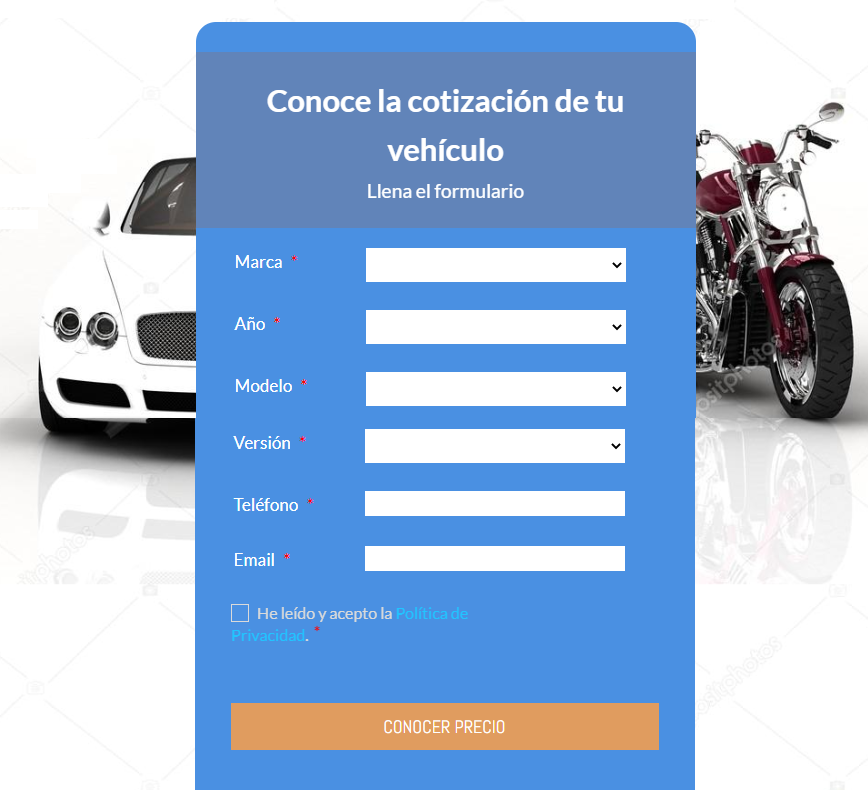 Conoce la cotización de tu
vehículo
Llena el formulario
Marca *
Año *
Modelo *
Versión *
Teléfono *
Email *
He leído y acepto la Política de
Privacidad. *
CONOCER PRECIO
depositphotos